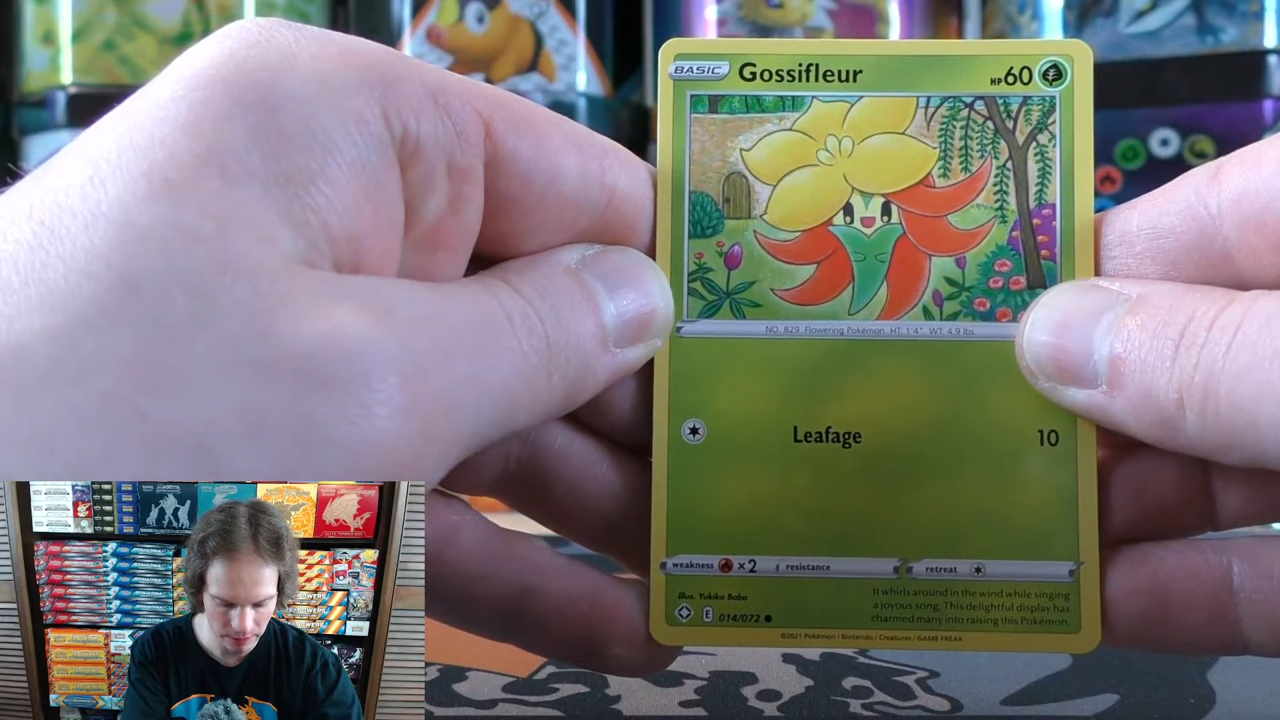 BASIC Gossifleur HP60
NO. 829 Flowering Pokémon HT: 1'4" WT: 4.9 lbs.
Leafage 10
weakness ×2 resistance retreat
Illus. Yukiko Baba
It whirls around in the wind while singing
a joyous song. This delightful display has
charmed many into raising this Pokémon.
E 014/072
©2021 Pokémon / Nintendo / Creatures / GAME FREAK